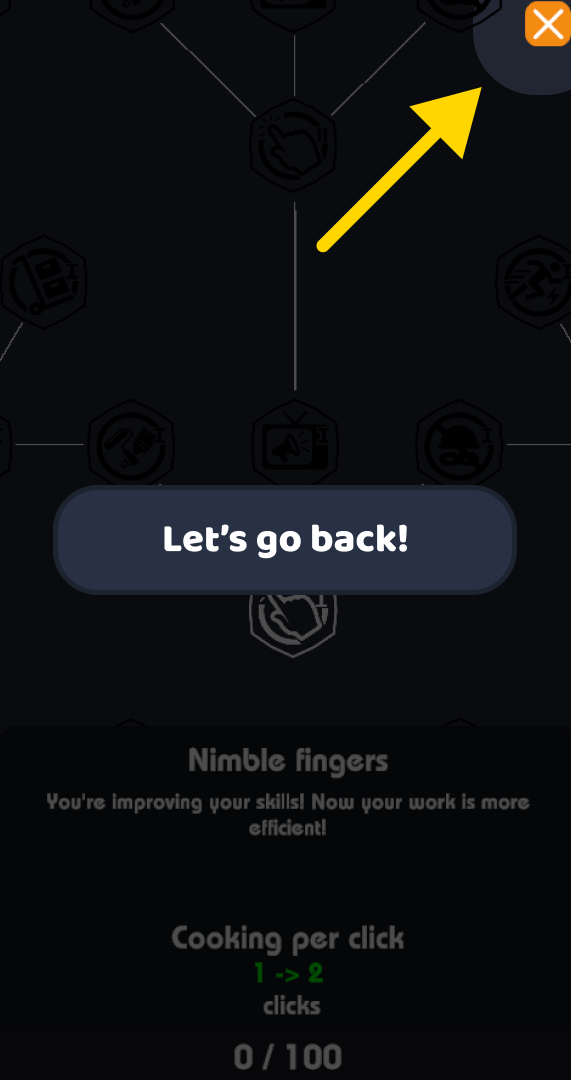 Let's go back!
Nimble fingers
You're improving your skills! Now your work is more
efficient!
Cooking per click
1 -> 2
clicks
0 / 100